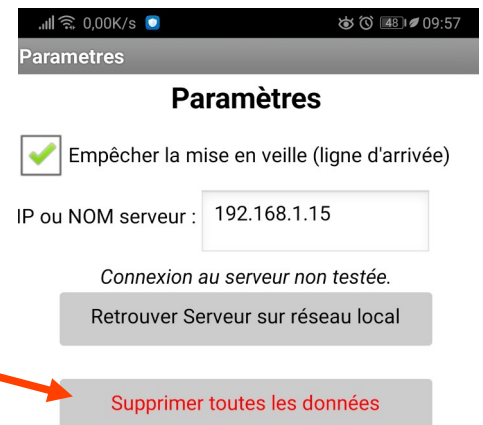 0,00K/s 48 09:57
Parametres
Paramètres
Empêcher la mise en veille (ligne d'arrivée)
IP ou NOM serveur : 192.168.1.15
Connexion au serveur non testée.
Retrouver Serveur sur réseau local
Supprimer toutes les données